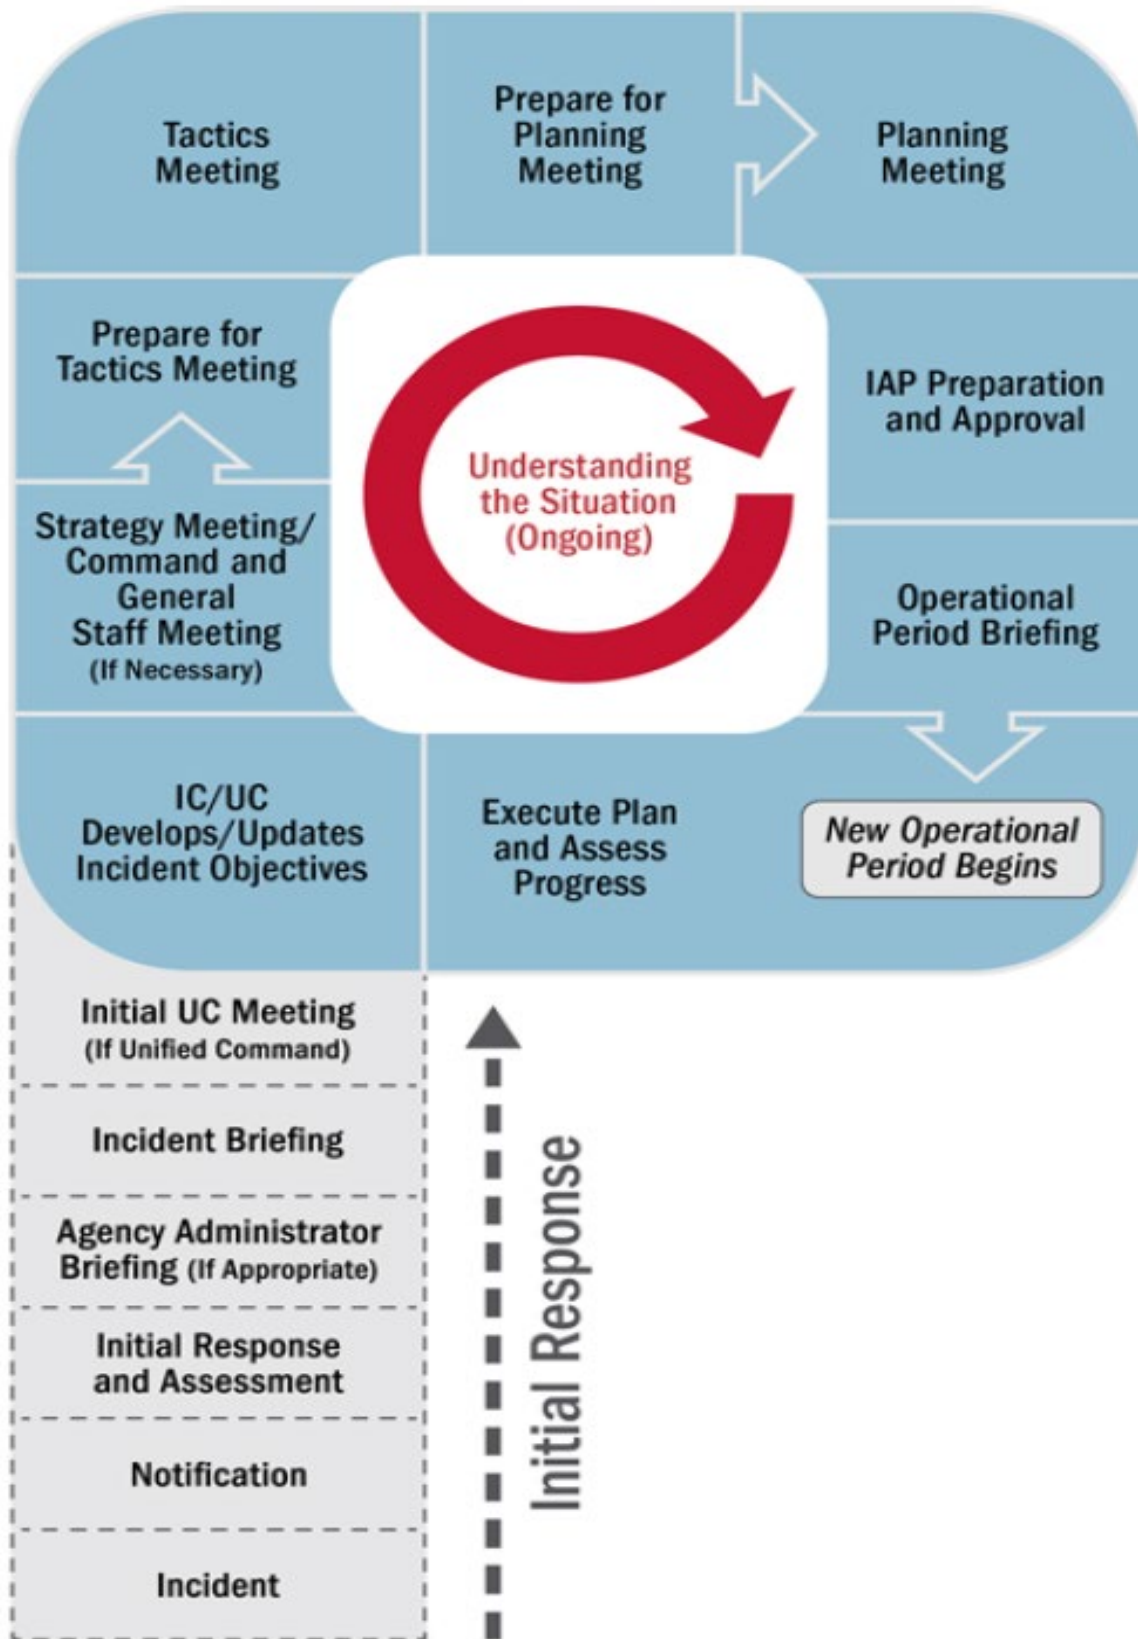 Tactics
Meeting
Prepare for
Planning
Meeting
Planning
Meeting
Prepare for
Tactics Meeting
Understanding
the Situation
(Ongoing)
IAP Preparation
and Approval
Strategy Meeting/
Command and
General
Staff Meeting
(If Necessary)
Operational
Period Briefing
IC/UC
Develops/Updates
Incident Objectives
Execute Plan
and Assess
Progress
New Operational
Period Begins
Initial UC Meeting
(If Unified Command)
Incident Briefing
Agency Administrator
Briefing (If Appropriate)
Initial Response
and Assessment
Notification
Incident
Initial Response